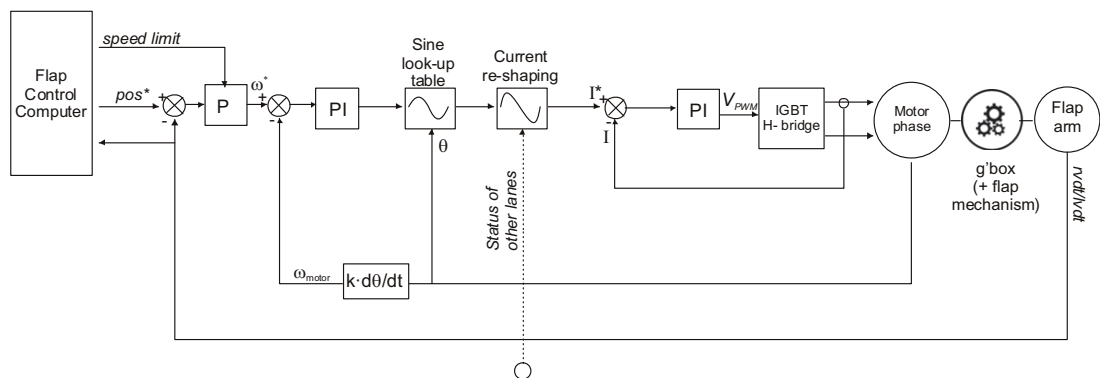 speed limit
Flap
Control
Computer
pos*
+
-
P
ω*
+
-
PI
Sine
look-up
table
θ
Current
re-shaping
Status of
other lanes
I*
+
-
I
PI
VPWM
IGBT
H- bridge
Motor
phase
g'box
(+ flap
mechanism)
Flap
arm
rvdt/lvdt
ωmotor
k·dθ/dt